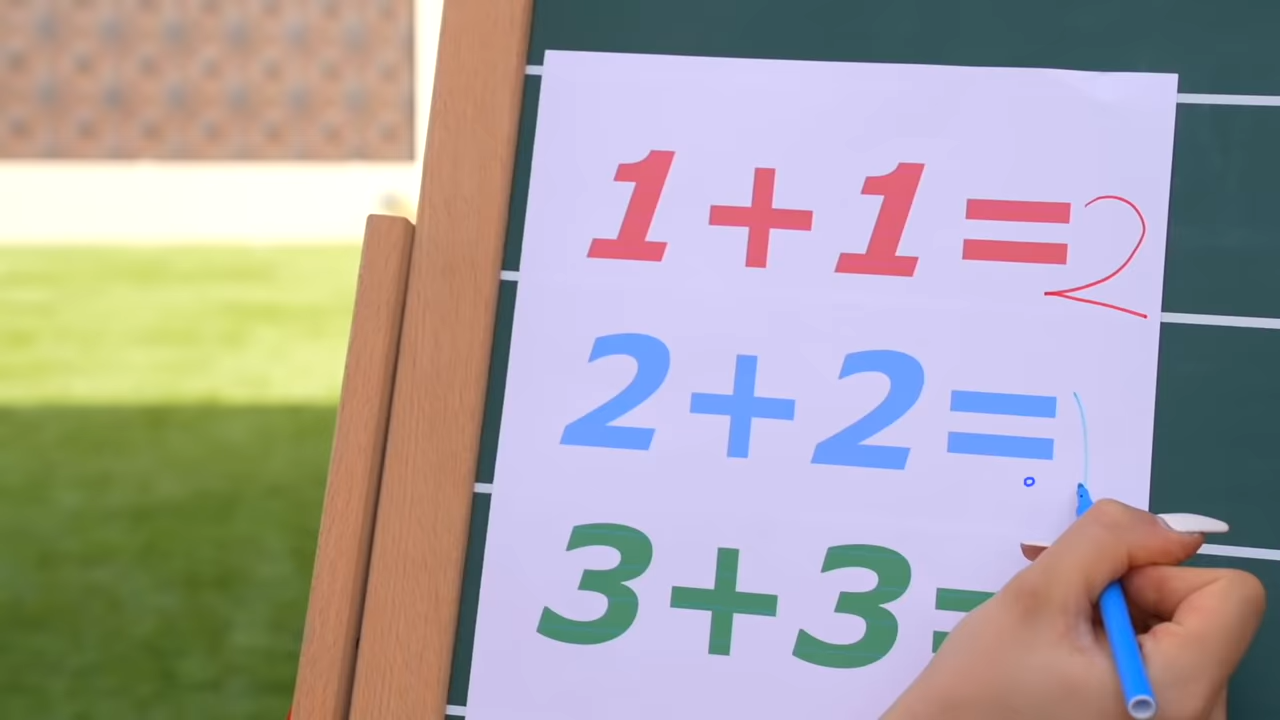 1+1=2
2+2=
3+3=